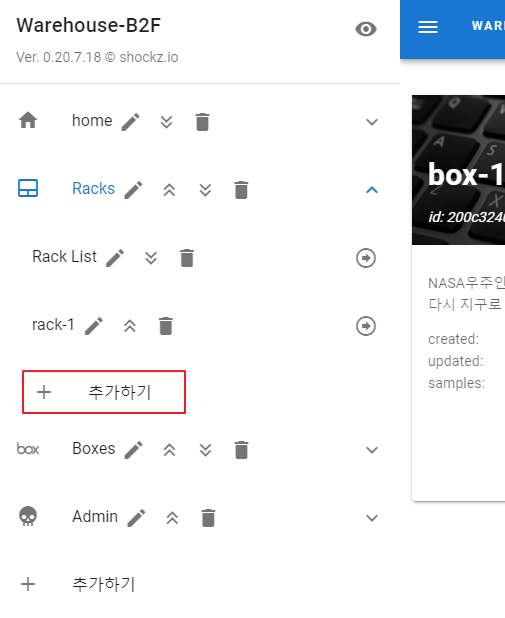 Warehouse-B2F
Ver. 0.20.7.18 © shockz.io
home
Racks
Rack List
rack-1
추가하기
box Boxes
Admin
추가하기
WAR
box-1
id: 200c3240
NASA우주인
다시 지구로
created:
updated:
samples: